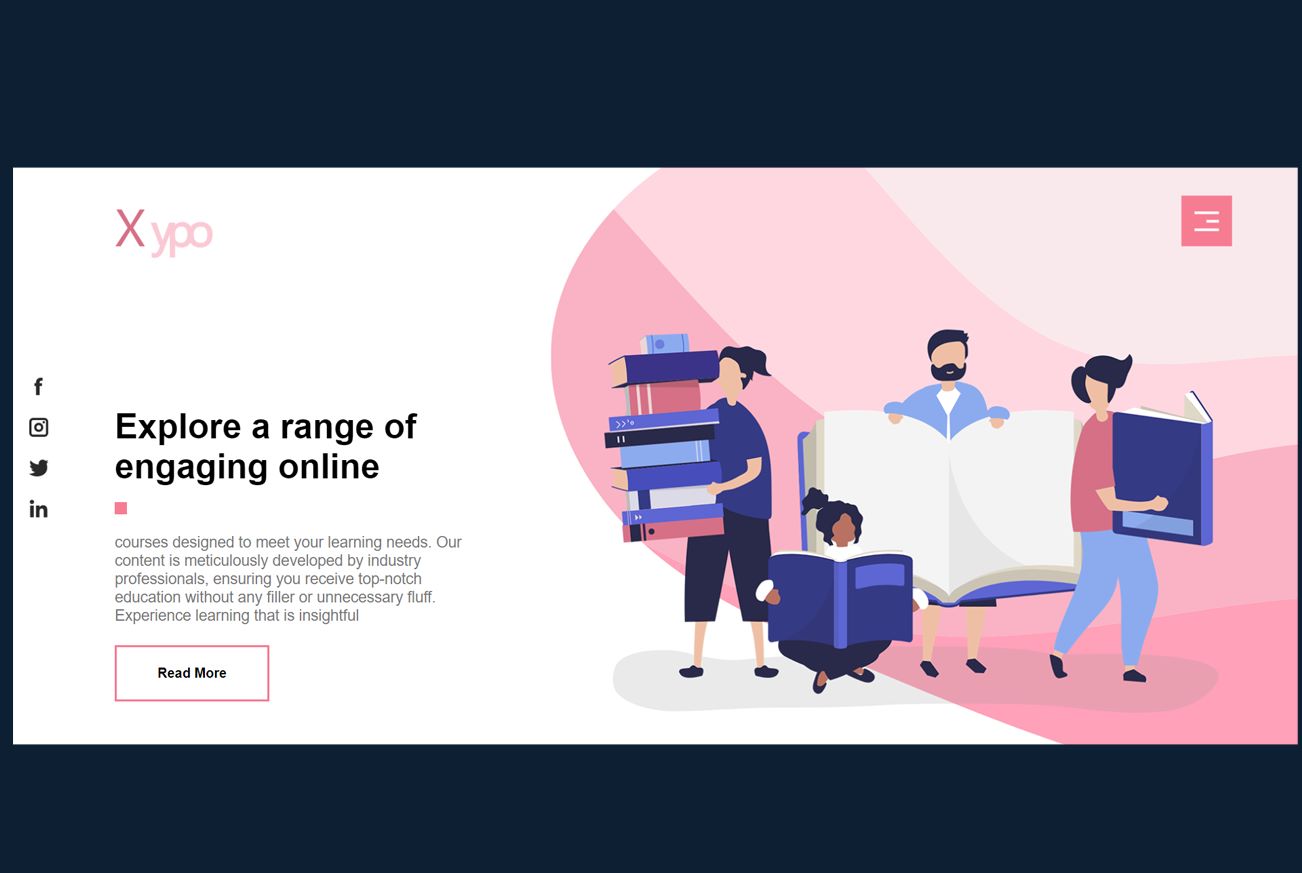 X ypo
Explore a range of
engaging online
courses designed to meet your learning needs. Our
content is meticulously developed by industry
professionals, ensuring you receive top-notch
education without any filler or unnecessary fluff.
Experience learning that is insightful
Read More